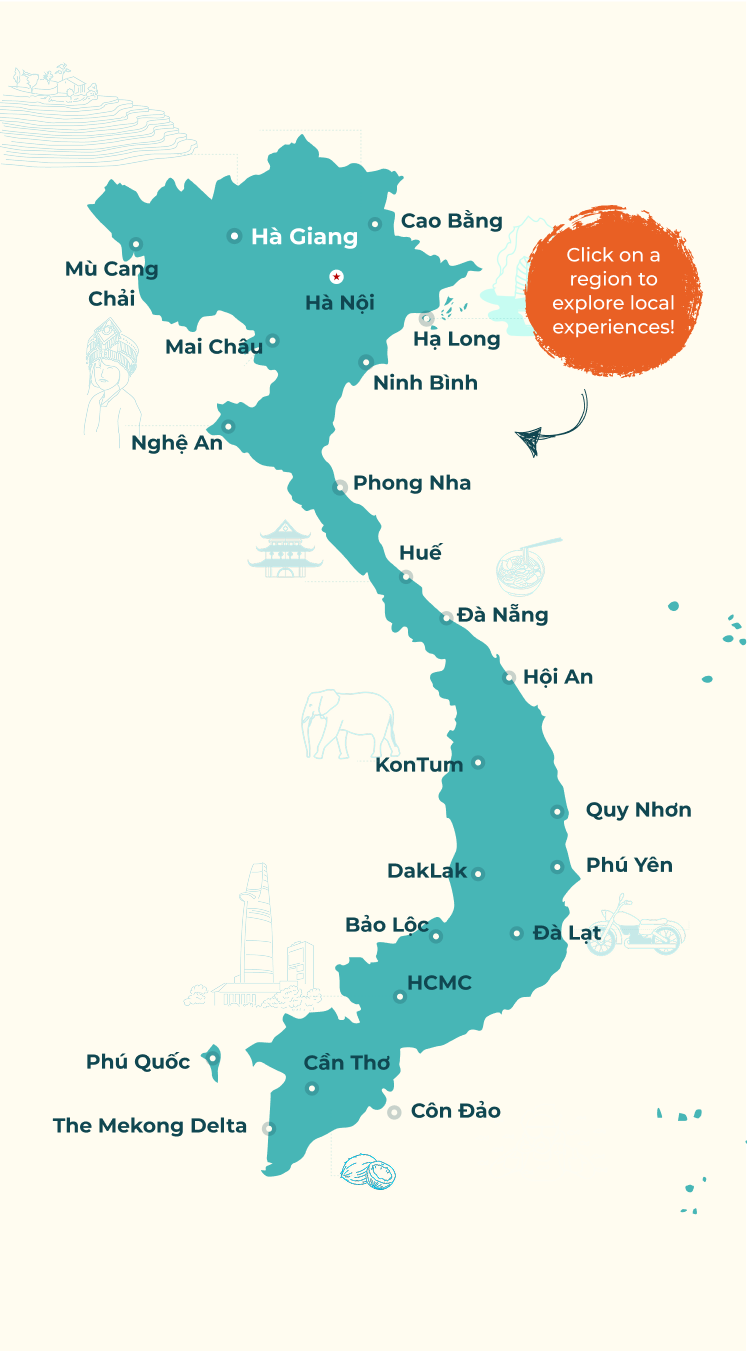 Cao Bằng
Hà Giang
Click on a
region to
explore local
experiences!
Mù Cang
Chải
Hà Nội
Hạ Long
Mai Châu
Ninh Bình
Nghệ An
Phong Nha
Huế
Đà Nẵng
Hội An
KonTum
Quy Nhơn
Phú Yên
DakLak
Bảo Lộc
Đà Lạt
HCMC
Phú Quốc
Cần Thơ
Côn Đảo
The Mekong Delta